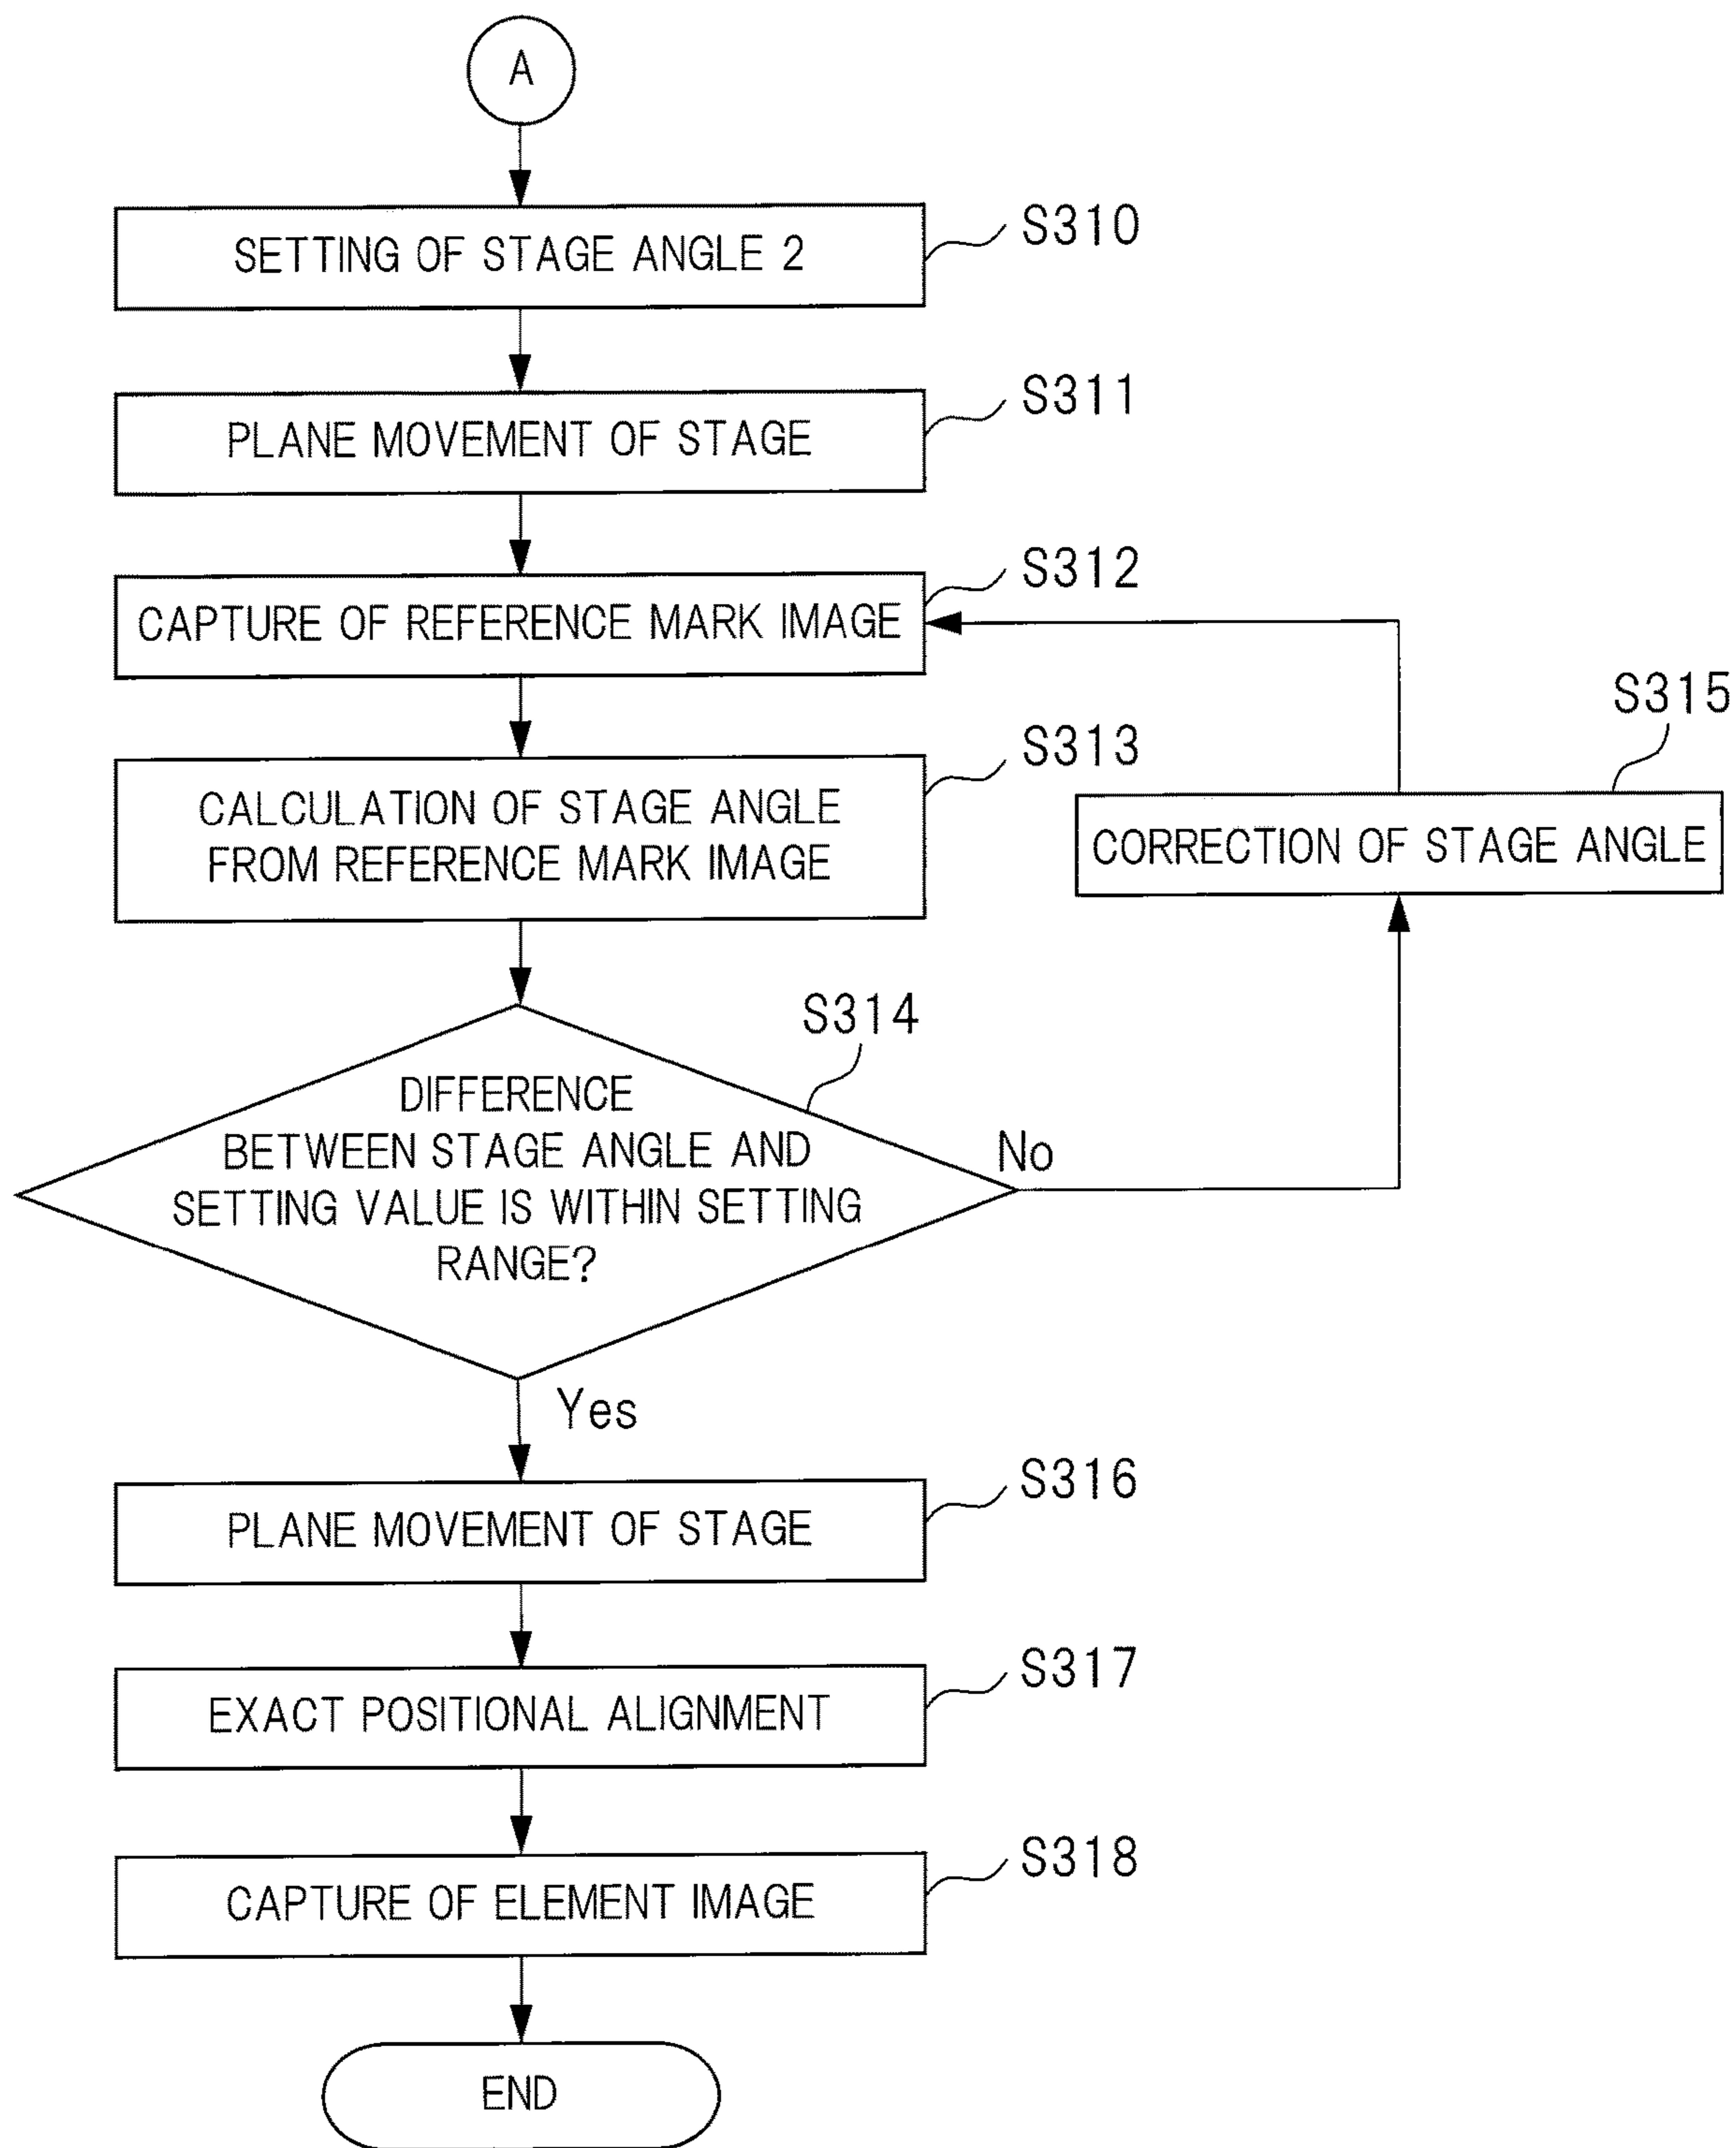 A
SETTING OF STAGE ANGLE 2
S310
PLANE MOVEMENT OF STAGE
S311
CAPTURE OF REFERENCE MARK IMAGE
S312
CALCULATION OF STAGE ANGLE
FROM REFERENCE MARK IMAGE
S313
S315
CORRECTION OF STAGE ANGLE
S314
DIFFERENCE
BETWEEN STAGE ANGLE AND
SETTING VALUE IS WITHIN SETTING
RANGE?
No
Yes
PLANE MOVEMENT OF STAGE
S316
EXACT POSITIONAL ALIGNMENT
S317
CAPTURE OF ELEMENT IMAGE
S318
END